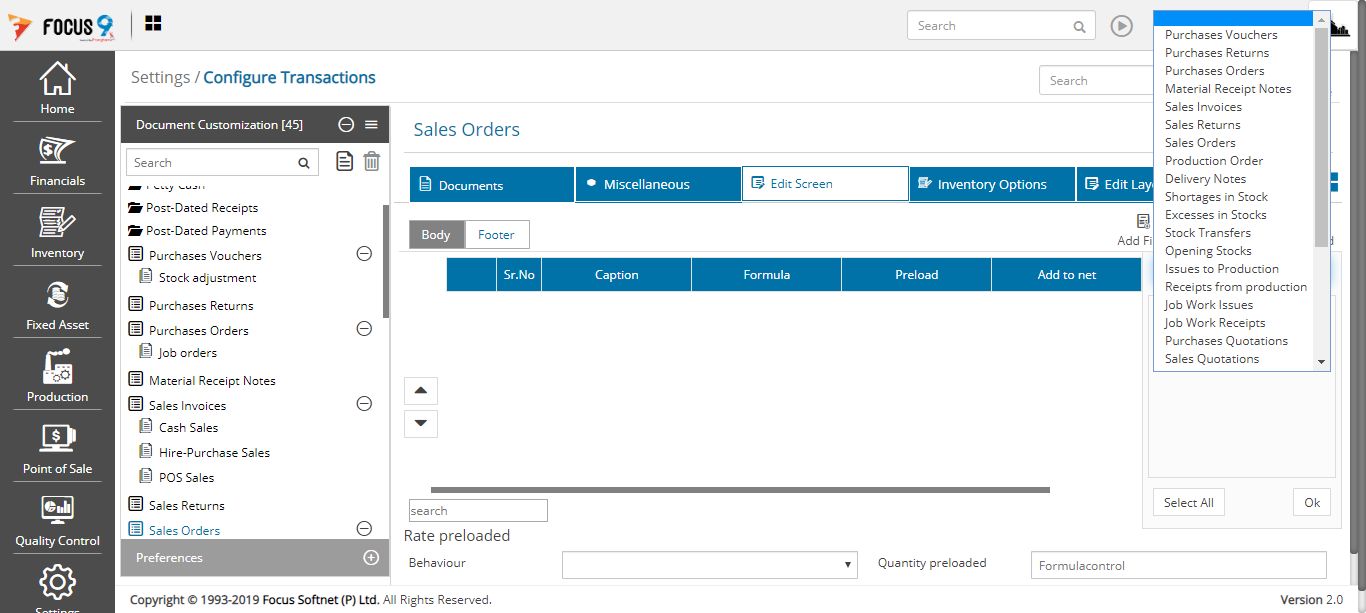 FOCUS 9
Search
Settings / Configure Transactions
Search
Home
Financials
Inventory
Fixed Asset
Production
Point of Sale
Quality Control
Settings
Document Customization [45]
Search
Petty Cash
Post-Dated Receipts
Post-Dated Payments
Purchases Vouchers
Stock adjustment
Purchases Returns
Purchases Orders
Job orders
Material Receipt Notes
Sales Invoices
Cash Sales
Hire-Purchase Sales
POS Sales
Sales Returns
Sales Orders
Preferences
Sales Orders
Documents
Miscellaneous
Edit Screen
Inventory Options
Edit Lay
Body
Footer
Add Fi
Sr.No
Caption
Formula
Preload
Add to net
Purchases Vouchers
Purchases Returns
Purchases Orders
Material Receipt Notes
Sales Invoices
Sales Returns
Sales Orders
Production Order
Delivery Notes
Shortages in Stock
Excesses in Stocks
Stock Transfers
Opening Stocks
Issues to Production
Receipts from production
Job Work Issues
Job Work Receipts
Purchases Quotations
Sales Quotations
Select All
Ok
search
Rate preloaded
Behaviour
Quantity preloaded
Formulacontrol
Copyright © 1993-2019 Focus Softnet (P) Ltd. All Rights Reserved.
Version 2.0